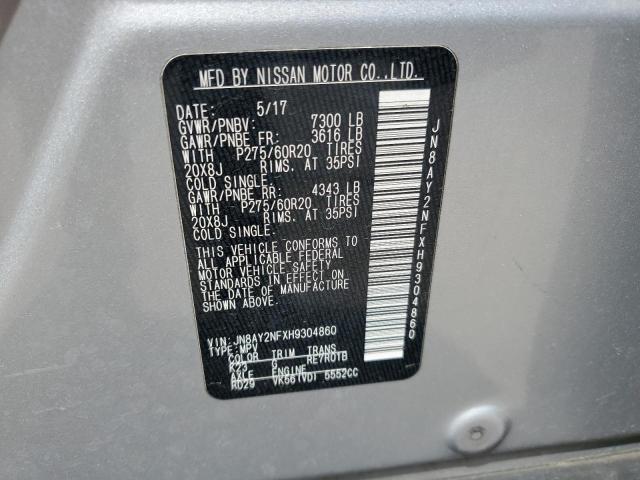 MFD BY NISSAN MOTOR CO.,LTD.
DATE: 5/17
GVWR/PNBV: 7300 LB
GAWR/PNBE FR: 3616 LB
WITH P275/60R20 TIRES
20X8J RIMS. AT 35PSI
COLD SINGLE.
GAWR/PNBE RR: 4343 LB
WITH P275/60R20 TIRES
20X8J RIMS. AT 35PSI
COLD SINGLE.
THIS VEHICLE CONFORMS TO
ALL APPLICABLE FEDERAL
MOTOR VEHICLE SAFETY
STANDARDS IN EFFECT ON
THE DATE OF MANUFACTURE
SHOWN ABOVE.
VIN: JN8AY2NFXH9304860
TYPE: MPV
COLOR TRIM TRANS
K23 G RE7R01B
AXLE ENGINE
RD29 VK56(VD) 5552CC
JN8AY2NFXH9304860